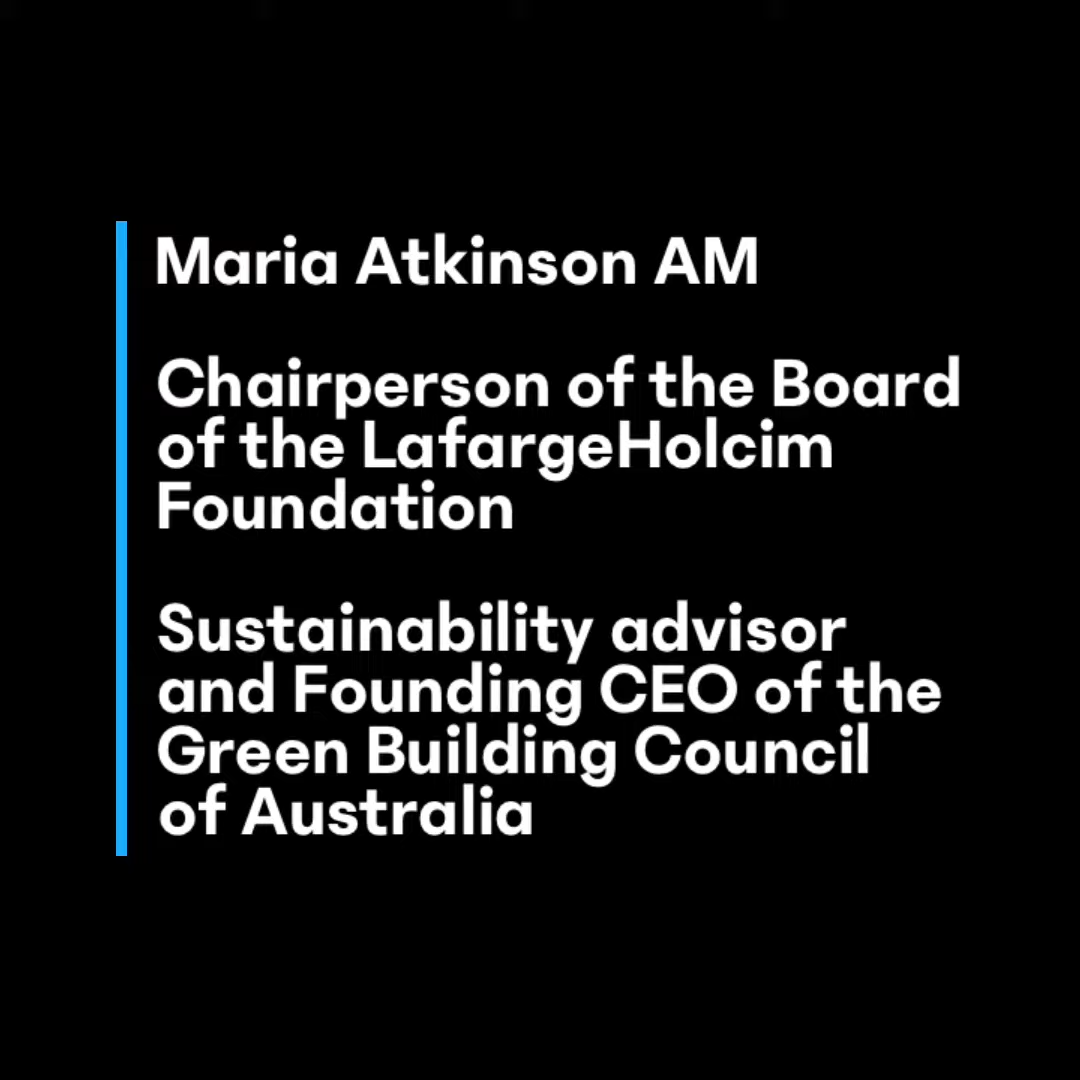 Maria Atkinson AM
Chairperson of the Board
of the LafargeHolcim
Foundation
Sustainability advisor
and Founding CEO of the
Green Building Council
of Australia